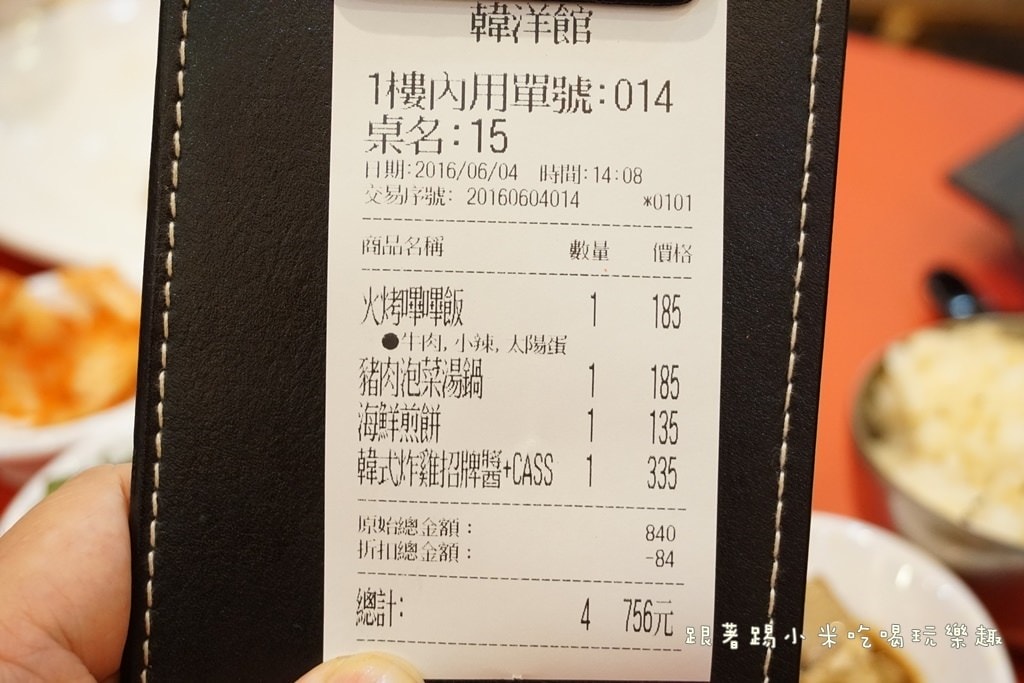 韓洋館
1樓內用單號:014
桌名:15
日期:2016/06/04 時間:14:08
交易序號: 20160604014 *0101
商品名稱 數量 價格
火烤嗶嗶飯 1 185
●牛肉, 小辣, 太陽蛋
豬肉泡菜湯鍋 1 185
海鮮煎餅 1 135
韓式炸雞招牌醬+CASS 1 335
原始總金額: 840
折扣總金額: -84
總計: 4 756元
跟著踢小米吃喝玩樂趣